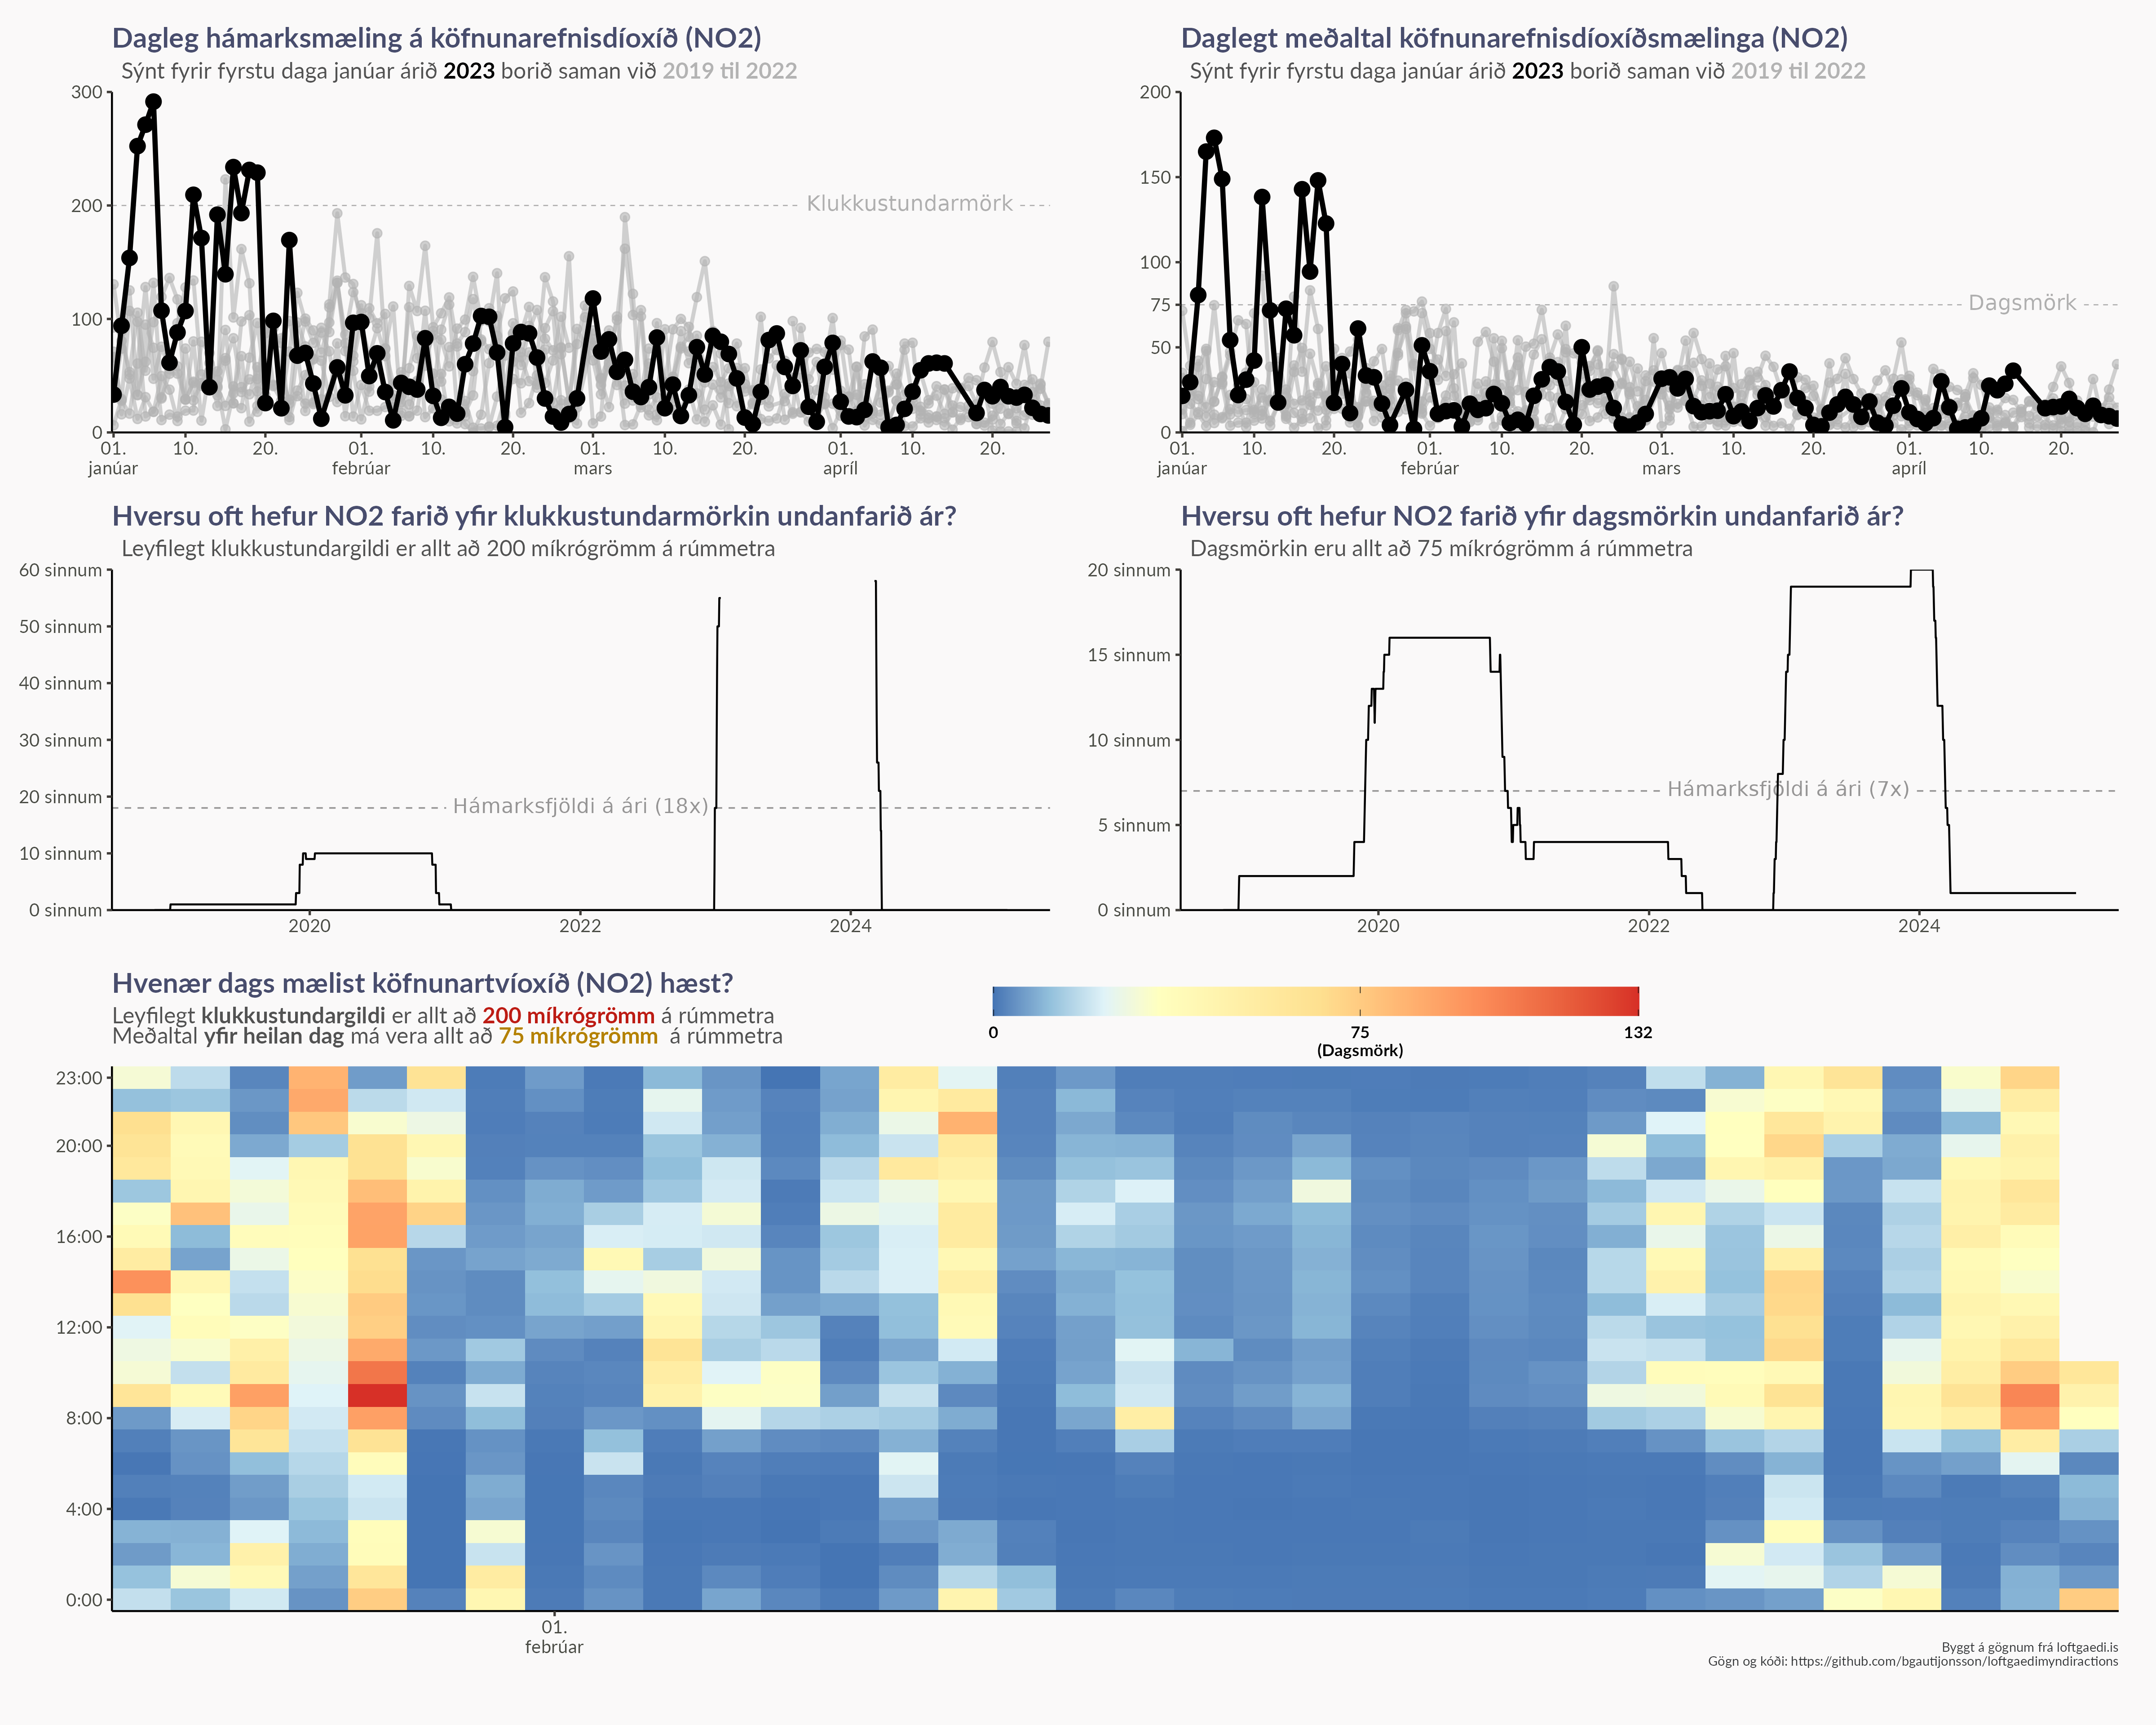 Dagleg hámarksmæling á köfnunarefnisdíoxíð (NO2)
Sýnt fyrir fyrstu daga janúar árið 2023 borið saman við 2019 til 2022
300
200
100
0
Klukkustundarmörk
01. 10. 20. 01. 10. 20. 01. 10. 20. 01. 10. 20.
janúar febrúar mars apríl
Daglegt meðaltal köfnunarefnisdíoxíðsmælinga (NO2)
Sýnt fyrir fyrstu daga janúar árið 2023 borið saman við 2019 til 2022
200
150
100
75
50
0
Dagsmörk
01. 10. 20. 01. 10. 20. 01. 10. 20. 01. 10. 20.
janúar febrúar mars apríl
Hversu oft hefur NO2 farið yfir klukkustundarmörkin undanfarið ár?
Leyfilegt klukkustundargildi er allt að 200 míkrógrömm á rúmmetra
60 sinnum
50 sinnum
40 sinnum
30 sinnum
20 sinnum
10 sinnum
0 sinnum
Hámarksfjöldi á ári (18x)
2020 2022 2024
Hversu oft hefur NO2 farið yfir dagsmörkin undanfarið ár?
Dagsmörkin eru allt að 75 míkrógrömm á rúmmetra
20 sinnum
15 sinnum
10 sinnum
5 sinnum
0 sinnum
Hámarksfjöldi á ári (7x)
2020 2022 2024
Hvenær dags mælist köfnunartvíoxíð (NO2) hæst?
Leyfilegt klukkustundargildi er allt að 200 míkrógrömm á rúmmetra
Meðaltal yfir heilan dag má vera allt að 75 míkrógrömm á rúmmetra
0 75 132
(Dagsmörk)
23:00
20:00
16:00
12:00
8:00
4:00
0:00
01.
febrúar
Byggt á gögnum frá loftgaedi.is
Gögn og kóði: https://github.com/bgautijonsson/loftgaedimyndiractions